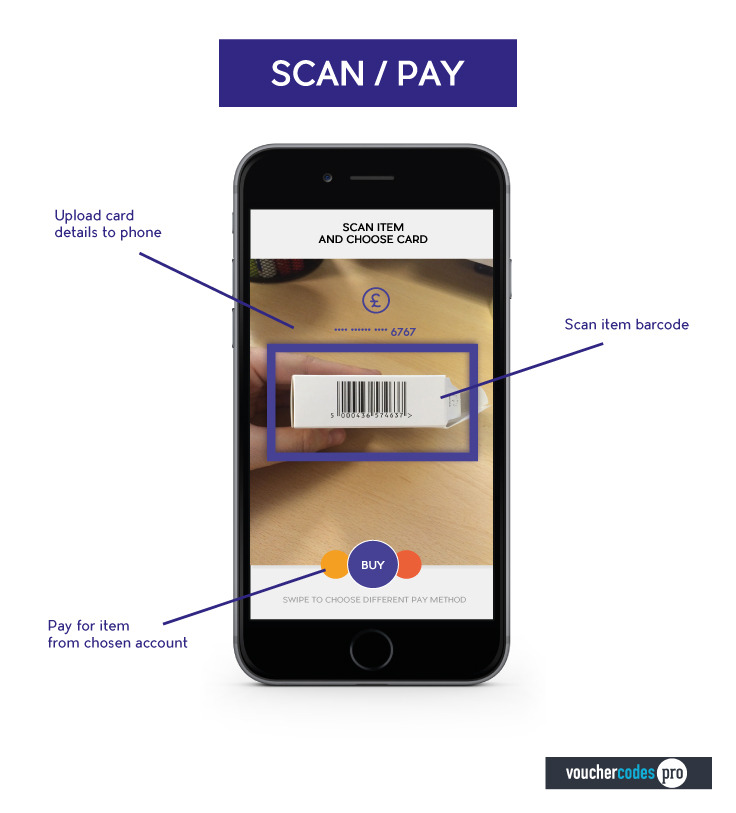 SCAN / PAY
Upload card
details to phone
SCAN ITEM
AND CHOOSE CARD
£
···· ······ ···· 6767
Scan item barcode
5 000436 574637 >
BUY
SWIPE TO CHOOSE DIFFERENT PAY METHOD
Pay for item
from chosen account
vouchercodes pro